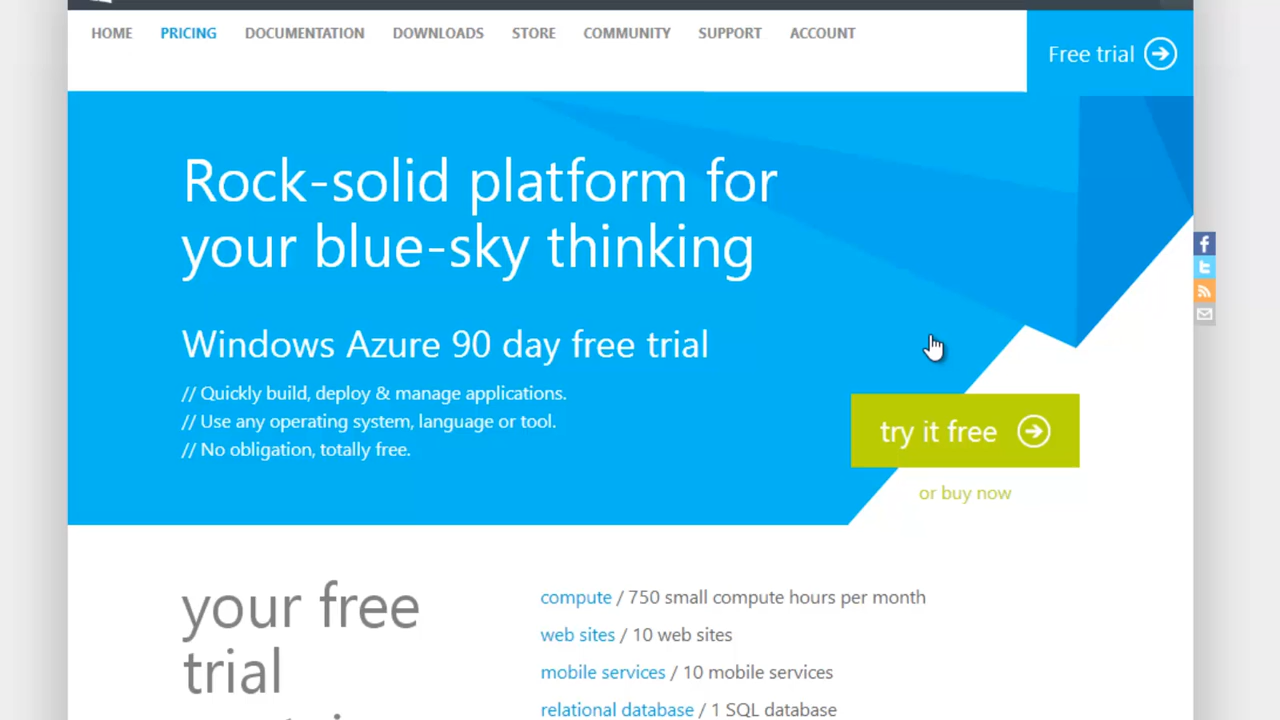 HOME PRICING DOCUMENTATION DOWNLOADS STORE COMMUNITY SUPPORT ACCOUNT
Free trial
Rock-solid platform for
your blue-sky thinking
Windows Azure 90 day free trial
// Quickly build, deploy & manage applications.
// Use any operating system, language or tool.
// No obligation, totally free.
try it free
or buy now
your free
trial
compute / 750 small compute hours per month
web sites / 10 web sites
mobile services / 10 mobile services
relational database / 1 SQL database